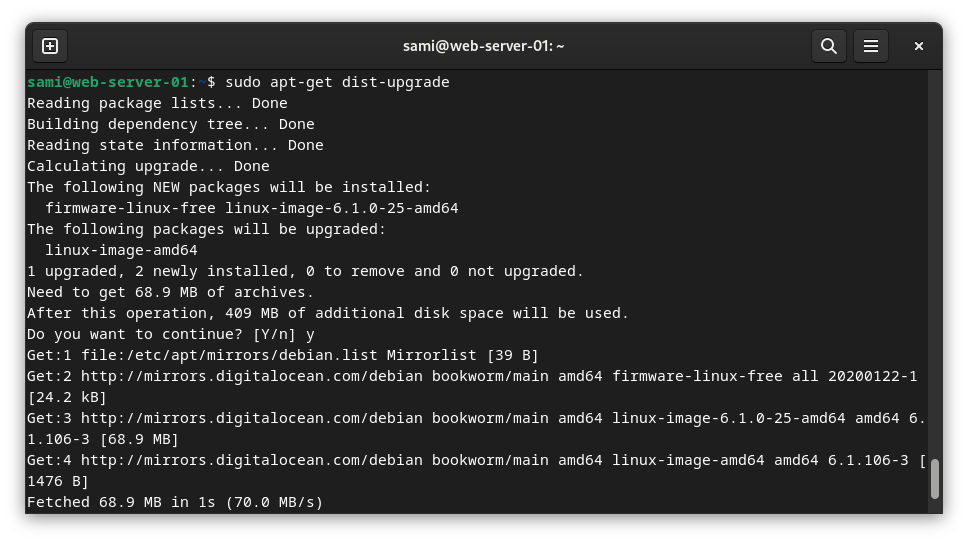 sami@web-server-01: ~
sami@web-server-01:~$ sudo apt-get dist-upgrade
Reading package lists... Done
Building dependency tree... Done
Reading state information... Done
Calculating upgrade... Done
The following NEW packages will be installed:
  firmware-linux-free linux-image-6.1.0-25-amd64
The following packages will be upgraded:
  linux-image-amd64
1 upgraded, 2 newly installed, 0 to remove and 0 not upgraded.
Need to get 68.9 MB of archives.
After this operation, 409 MB of additional disk space will be used.
Do you want to continue? [Y/n] y
Get:1 file:/etc/apt/mirrors/debian.list Mirrorlist [39 B]
Get:2 http://mirrors.digitalocean.com/debian bookworm/main amd64 firmware-linux-free all 20200122-1
[24.2 kB]
Get:3 http://mirrors.digitalocean.com/debian bookworm/main amd64 linux-image-6.1.0-25-amd64 amd64 6.
1.106-3 [68.9 MB]
Get:4 http://mirrors.digitalocean.com/debian bookworm/main amd64 linux-image-amd64 amd64 6.1.106-3 [
1476 B]
Fetched 68.9 MB in 1s (70.0 MB/s)